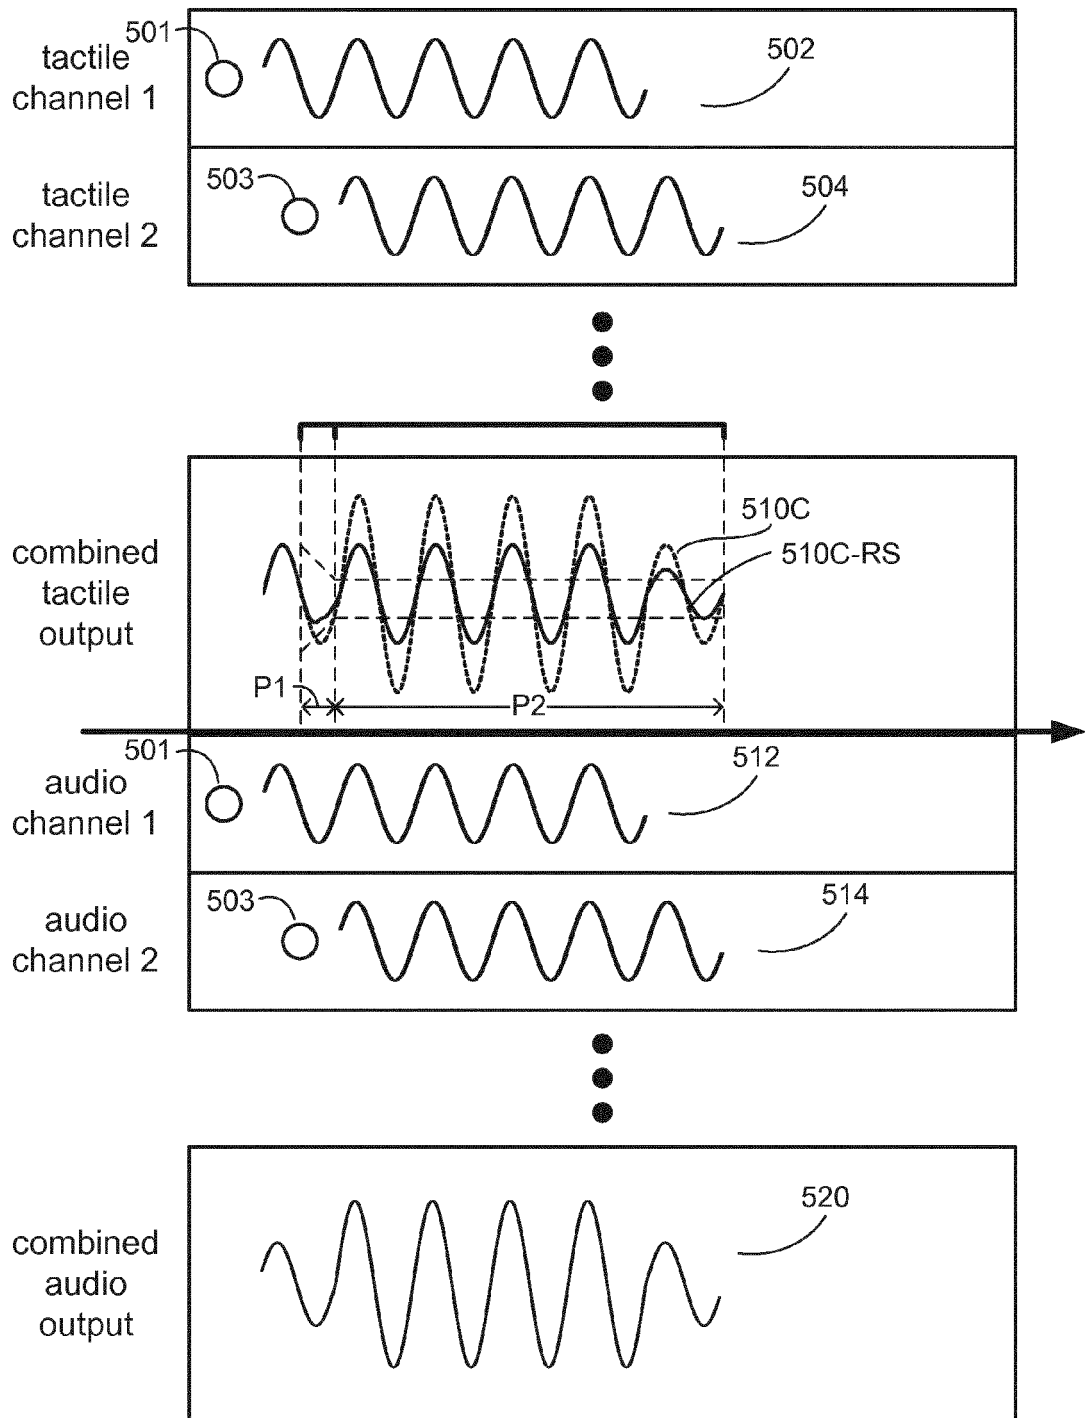 501
tactile
channel 1
502
tactile
channel 2
503
504
combined
tactile
output
510C
510C-RS
P1
P2
501
audio
channel 1
512
audio
channel 2
503
514
combined
audio
output
520